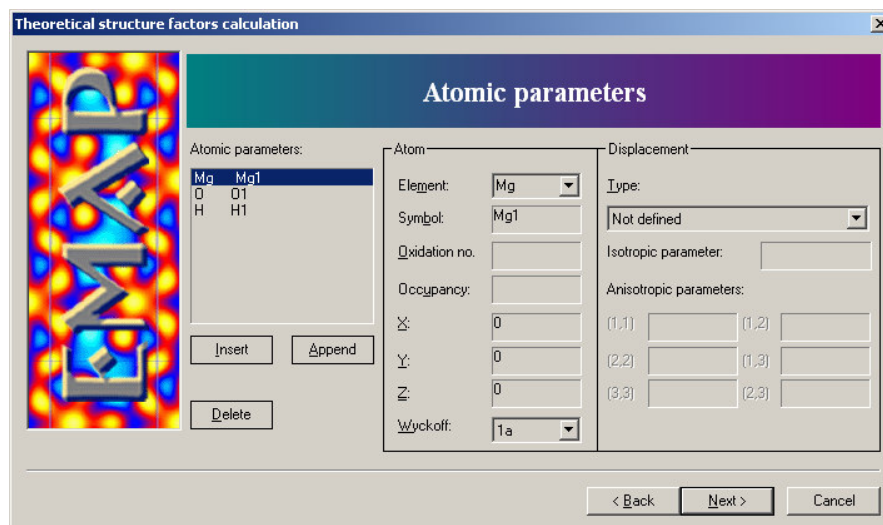 Theoretical structure factors calculation
EMAP
Atomic parameters
Atomic parameters:
Mg Mg1
O O1
H H1
Insert
Append
Delete
Atom
Element:
Mg
Symbol:
Mg1
Oxidation no.
Occupancy:
X:
0
Y:
0
Z:
0
Wyckoff:
1a
Displacement
Type:
Not defined
Isotropic parameter:
Anisotropic parameters:
(1,1)
(1,2)
(2,2)
(1,3)
(3,3)
(2,3)
< Back
Next >
Cancel